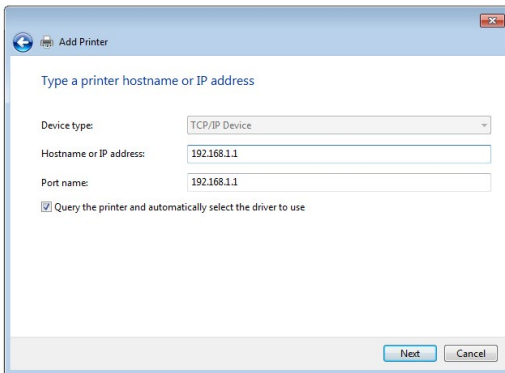 Add Printer
Type a printer hostname or IP address
Device type: TCP/IP Device
Hostname or IP address: 192.168.1.1
Port name: 192.168.1.1
Query the printer and automatically select the driver to use
Next Cancel